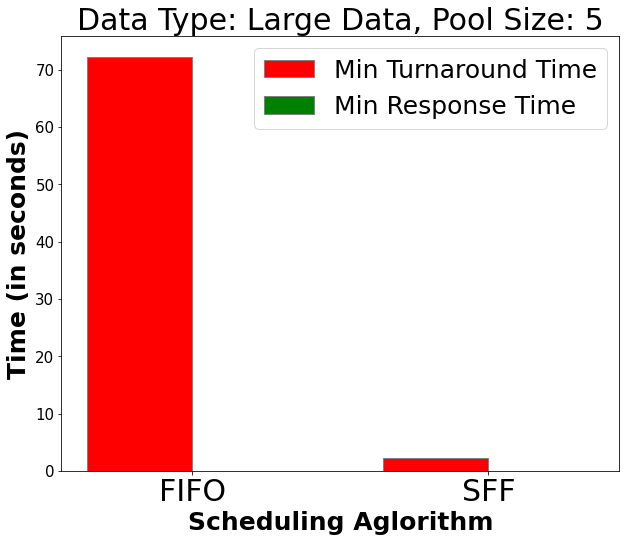 Data Type: Large Data, Pool Size: 5
Min Turnaround Time
Min Response Time
Time (in seconds)
70
60
50
40
30
20
10
0
FIFO
SFF
Scheduling Aglorithm